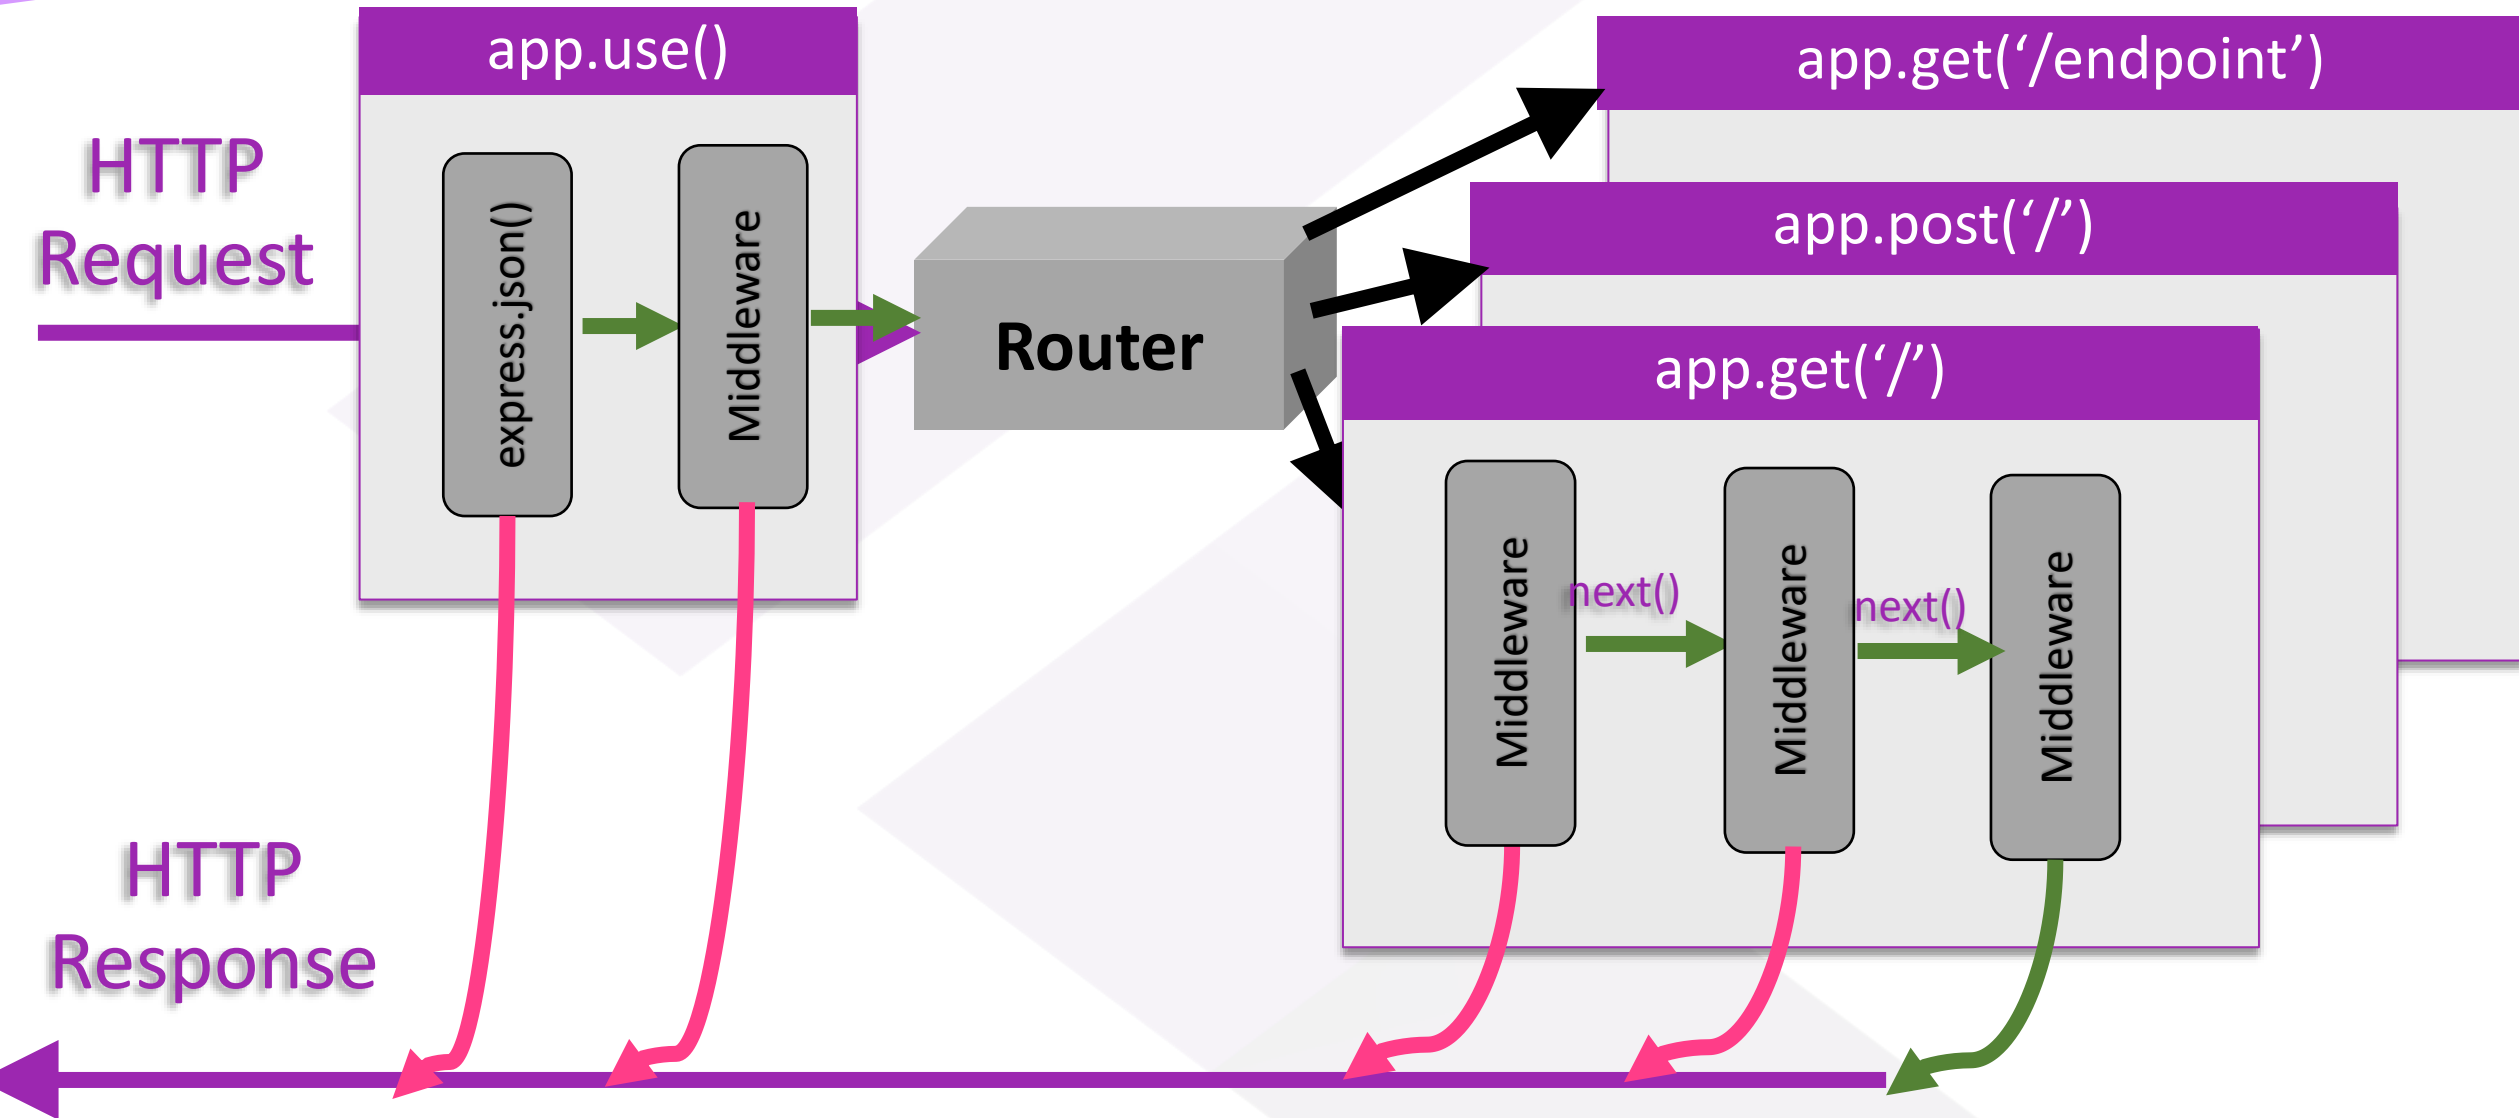 app.use()
app.get(‘/endpoint’)
HTTP
Request
express.json()
Middleware
app.post(‘/’)
Router
app.get(‘/’)
Middleware
next()
Middleware
next()
Middleware
HTTP
Response